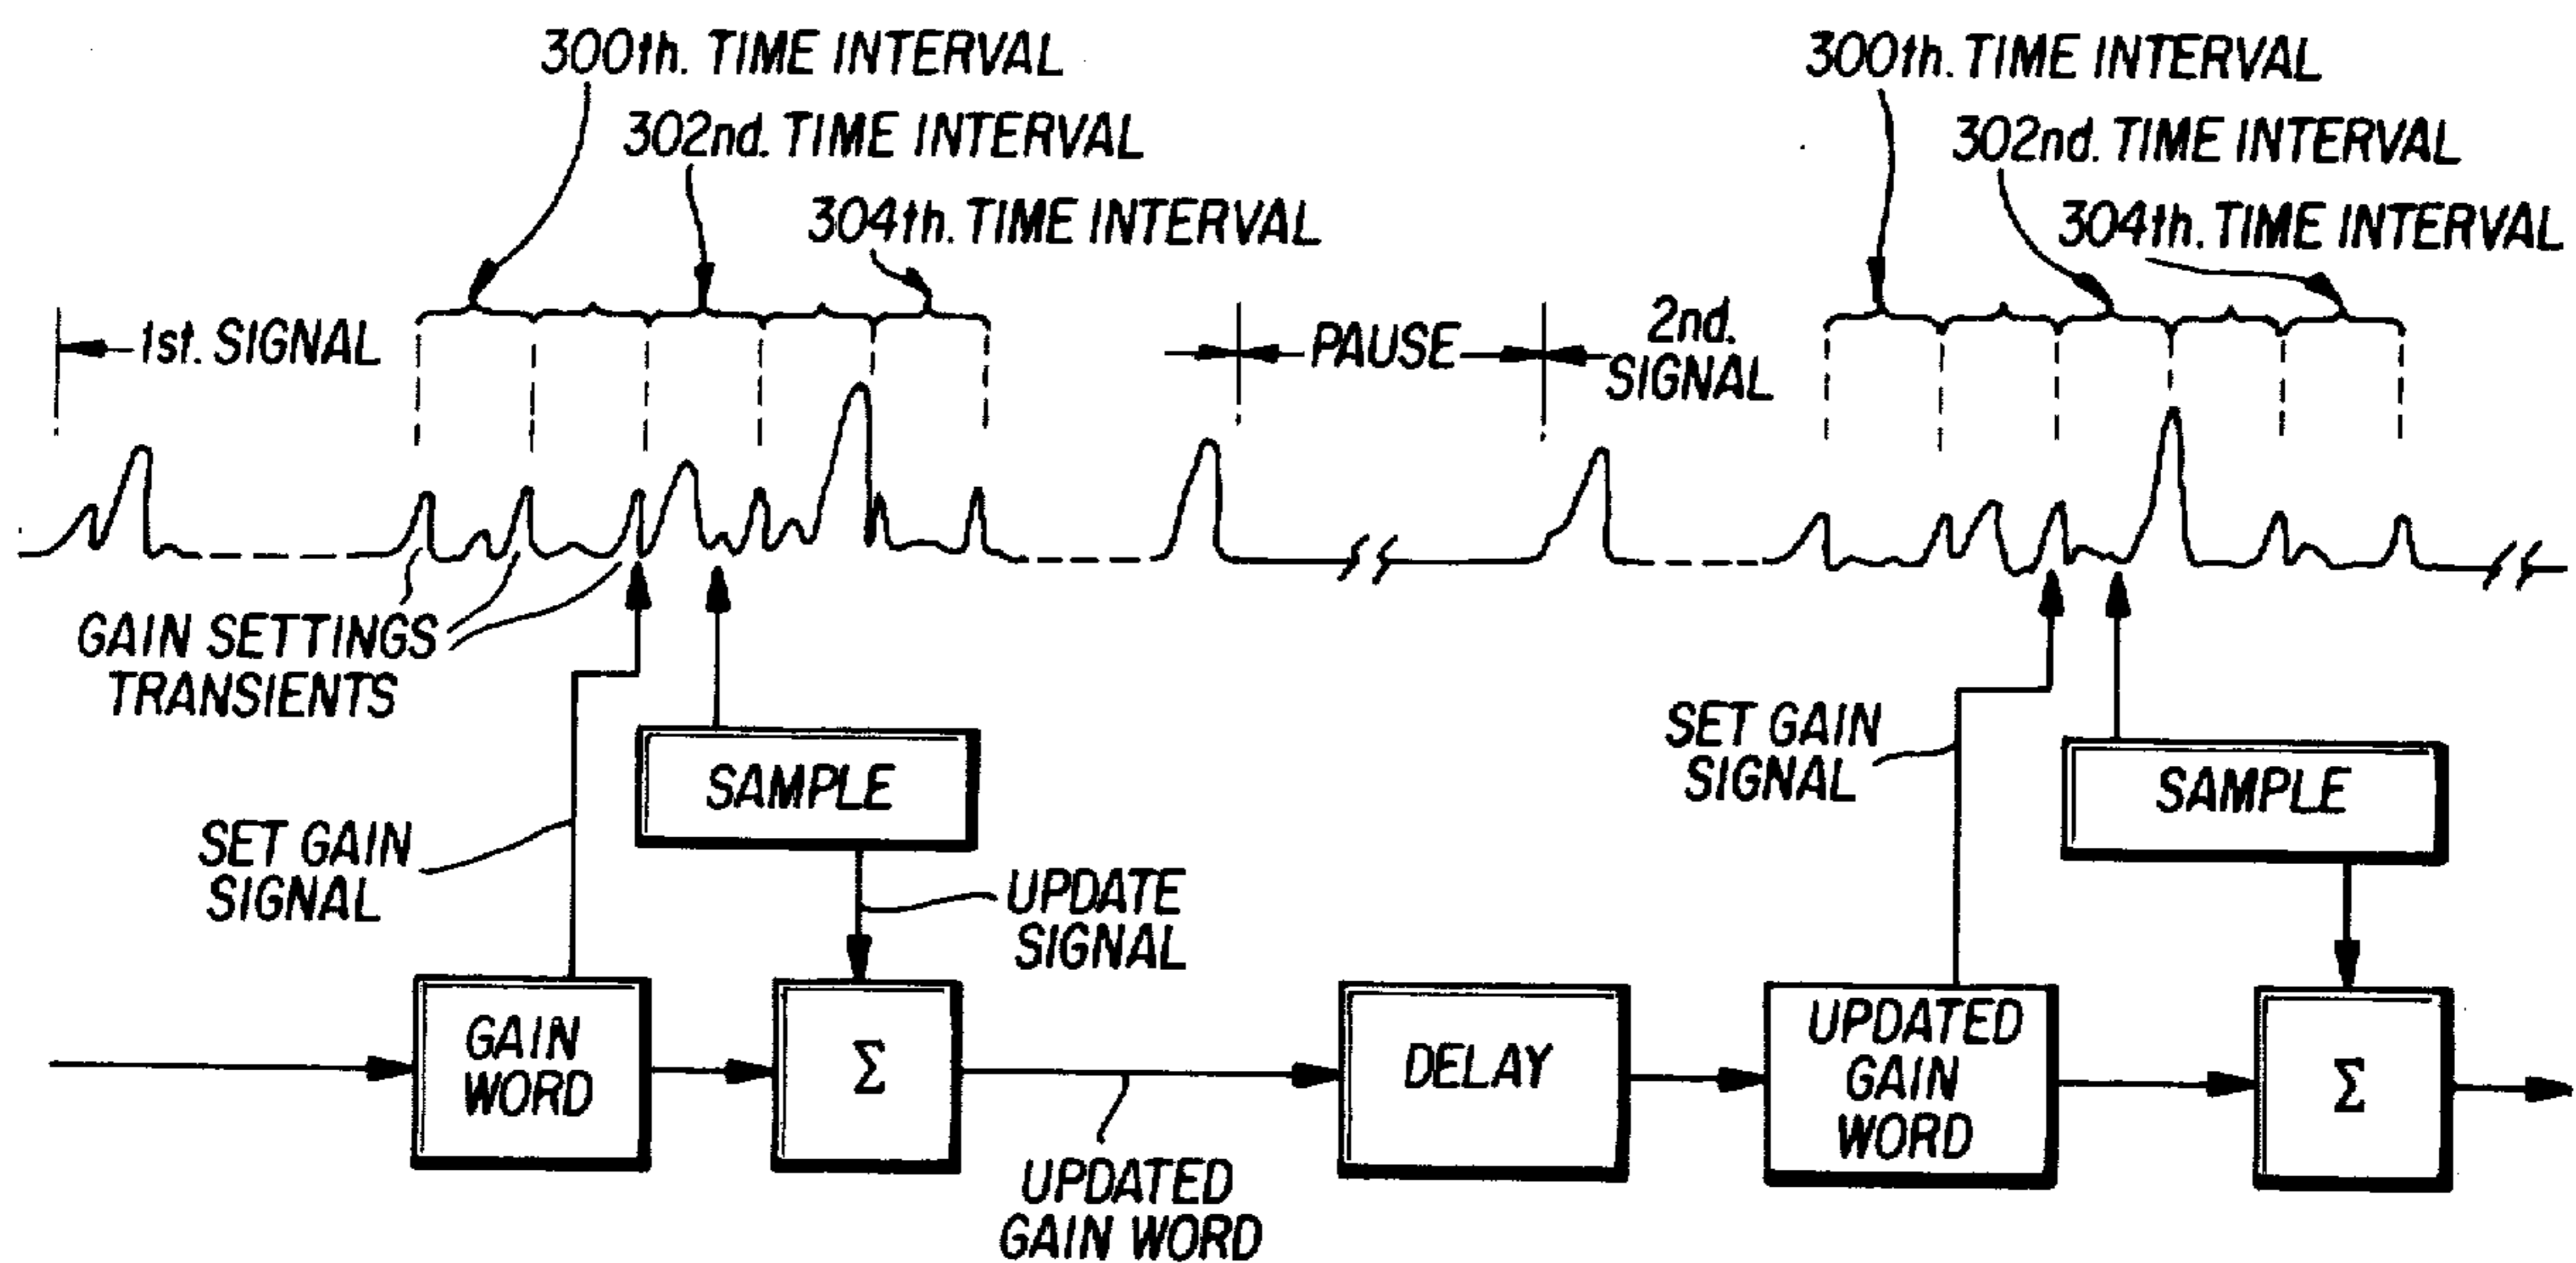 300th. TIME INTERVAL
302nd. TIME INTERVAL
304th. TIME INTERVAL
300th. TIME INTERVAL
302nd. TIME INTERVAL
304th. TIME INTERVAL
1st. SIGNAL
PAUSE
2nd.
SIGNAL
GAIN SETTINGS
TRANSIENTS
SET GAIN
SIGNAL
SAMPLE
UPDATE
SIGNAL
SET GAIN
SIGNAL
SAMPLE
GAIN
WORD
Σ
UPDATED
GAIN WORD
DELAY
UPDATED
GAIN
WORD
Σ